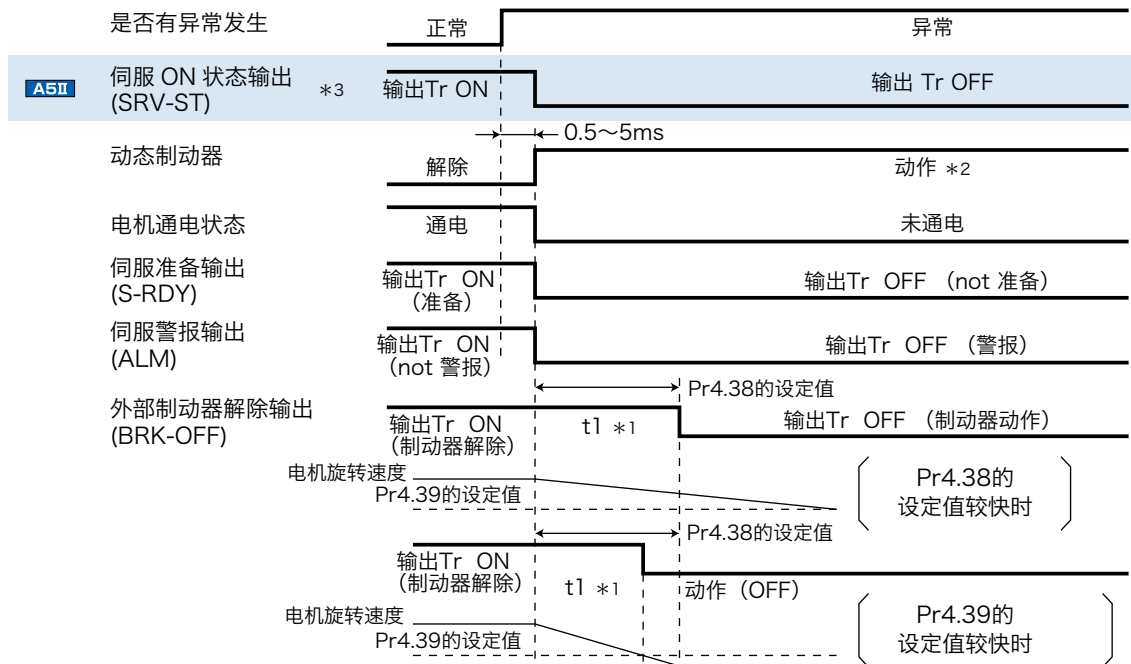 是否有异常发生 正常 异常
A5II 伺服 ON 状态输出 (SRV-ST) *3 输出Tr ON 输出 Tr OFF
0.5～5ms
动态制动器 解除 动作 *2
电机通电状态 通电 未通电
伺服准备输出 (S-RDY) 输出Tr ON (准备) 输出Tr OFF (not 准备)
伺服警报输出 (ALM) 输出Tr ON (not 警报) 输出Tr OFF (警报)
Pr4.38的设定值
外部制动器解除输出 (BRK-OFF) 输出Tr ON (制动器解除) t1 *1 输出Tr OFF (制动器动作)
电机旋转速度
Pr4.39的设定值
Pr4.38的
设定值较快时
Pr4.38的设定值
输出Tr ON
(制动器解除) t1 *1 动作 (OFF)
电机旋转速度
Pr4.39的设定值
Pr4.39的
设定值较快时